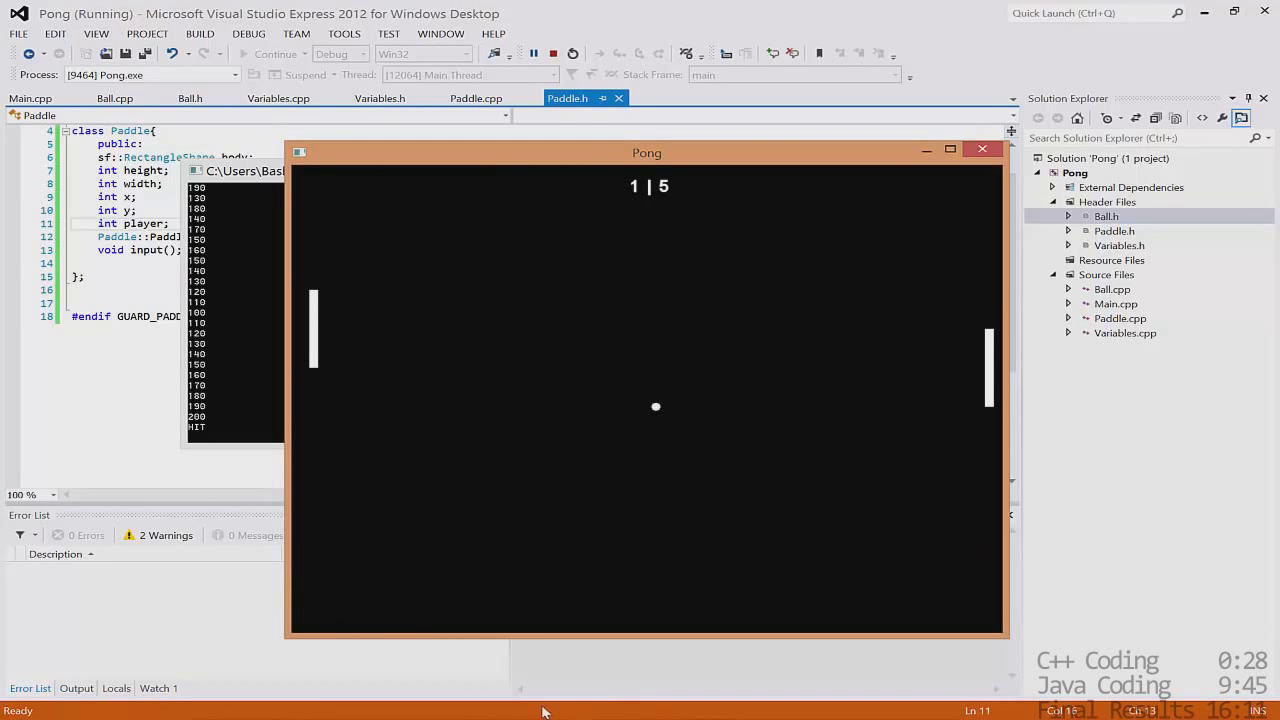 Pong (Running) - Microsoft Visual Studio Express 2012 for Windows Desktop
Quick Launch (Ctrl+Q)
FILE EDIT VIEW PROJECT BUILD DEBUG TEAM TOOLS TEST WINDOW HELP
Continue Debug Win32
Process: [9464] Pong.exe Suspend Thread: [12064] Main Thread Stack Frame: main
Main.cpp Ball.cpp Ball.h Variables.cpp Variables.h Paddle.cpp Paddle.h
Paddle
4 class Paddle{
5 public:
6 sf::RectangleShape body;
7 int height;
8 int width;
9 int x;
10 int y;
11 int player;
12 Paddle::Paddl
13 void input();
14
15 };
16
17
18 #endif GUARD_PADD
100 %
C:\Users\Bas
190
130
180
140
170
150
160
150
140
130
120
110
100
110
120
130
140
150
160
170
180
190
200
HIT
Pong
1 | 5
Solution Explorer
Search Solution Explorer (Ctrl+;)
Solution 'Pong' (1 project)
Pong
External Dependencies
Header Files
Ball.h
Paddle.h
Variables.h
Resource Files
Source Files
Ball.cpp
Main.cpp
Paddle.cpp
Variables.cpp
Error List
0 Errors 2 Warnings 0 Messages
Description
Error List Output Locals Watch 1
C++ Coding 0:28
Java Coding 9:45
Final Results 16:11
Ready Ln 11 Col 16 Ch 13 INS